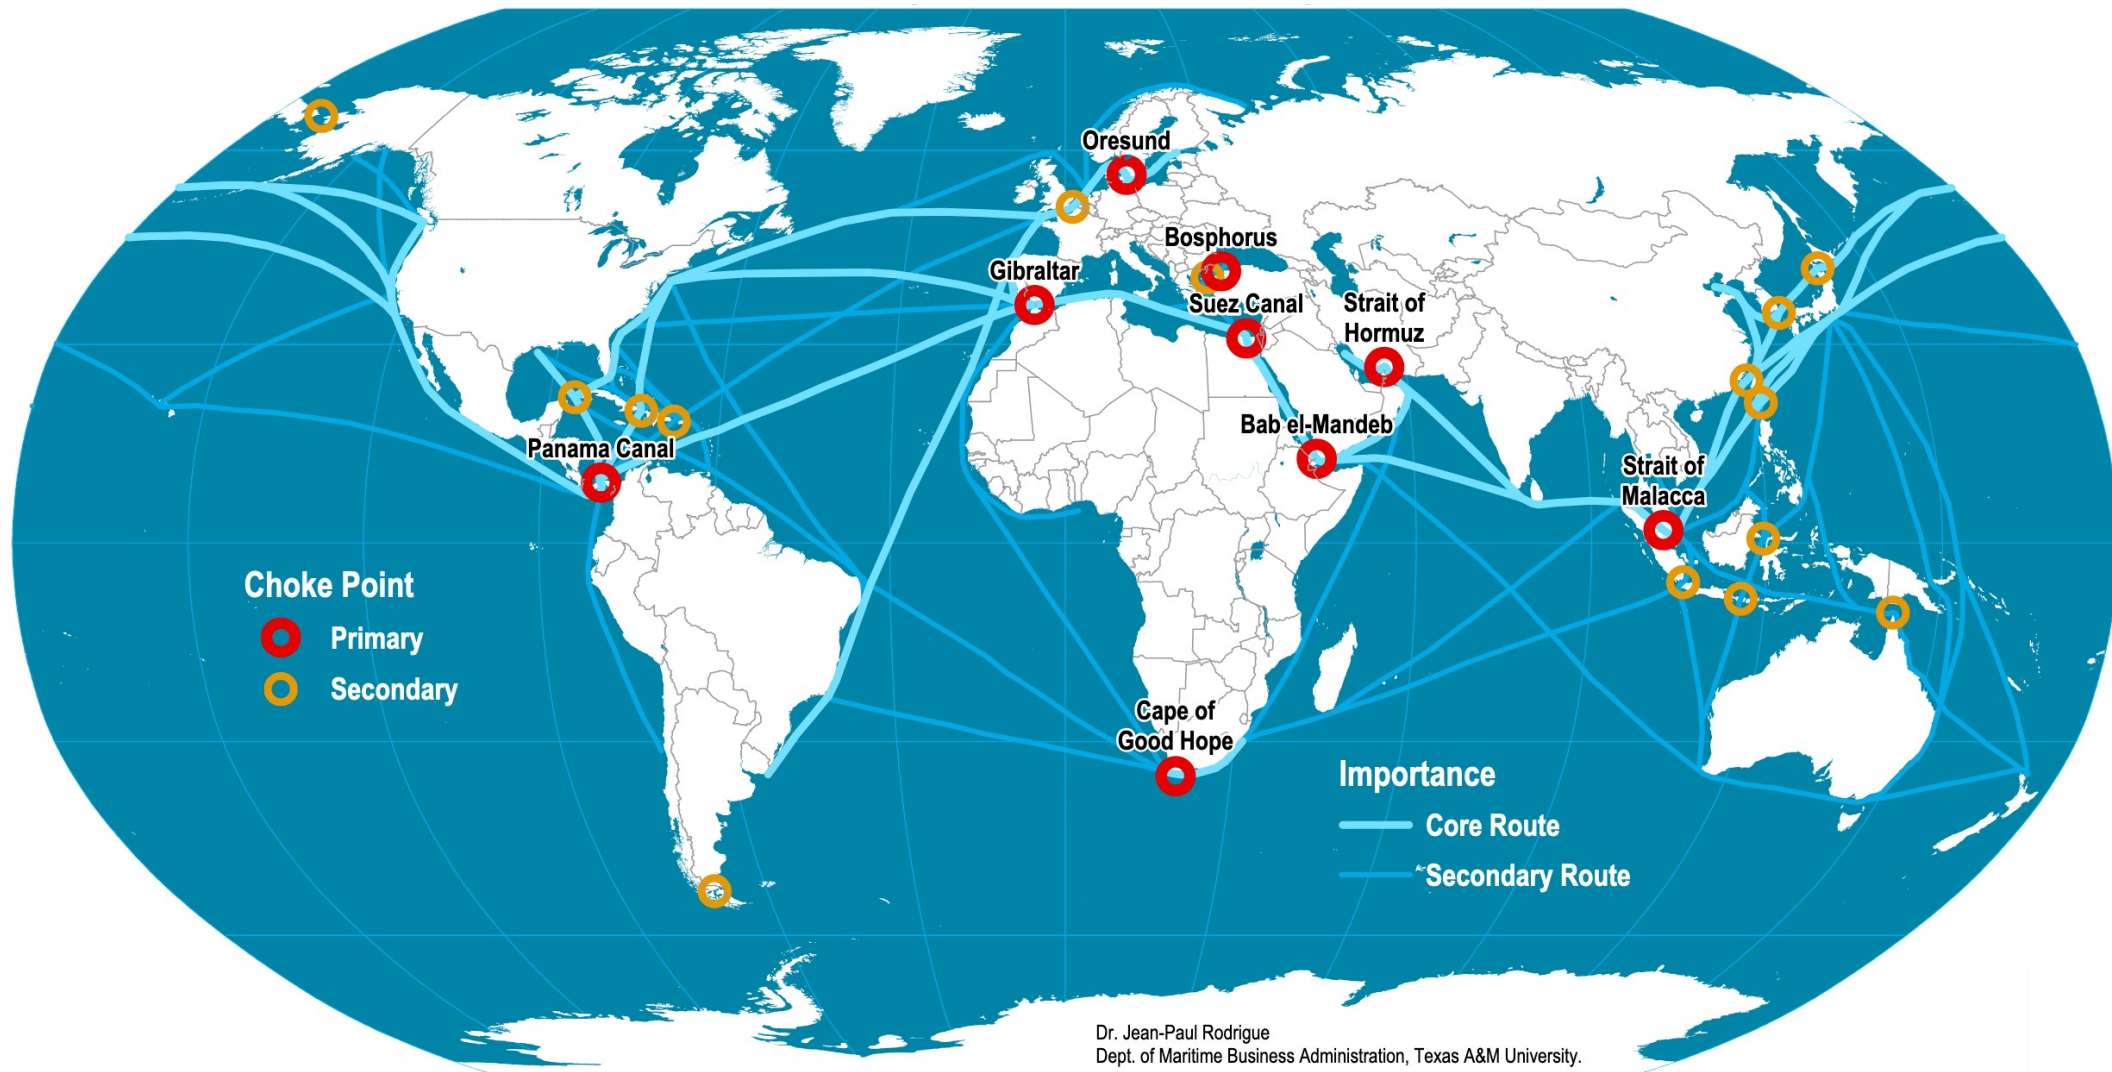 Oresund
Bosphorus
Gibraltar
Suez Canal
Strait of
Hormuz
Bab el-Mandeb
Panama Canal
Strait of
Malacca
Choke Point
Primary
Secondary
Cape of
Good Hope
Importance
Core Route
Secondary Route
Dr. Jean-Paul Rodrigue
Dept. of Maritime Business Administration, Texas A&M University.